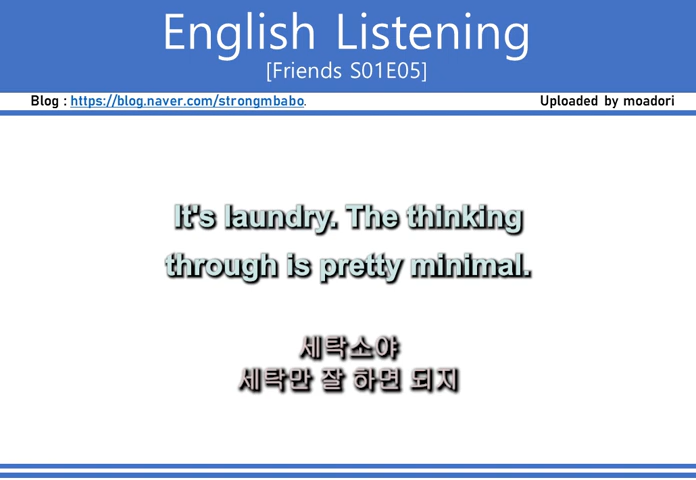 English Listening
[Friends S01E05]
Blog : https://blog.naver.com/strongmbabo. Uploaded by moadori
It's laundry. The thinking
through is pretty minimal.
세탁소야
세탁만 잘 하면 되지